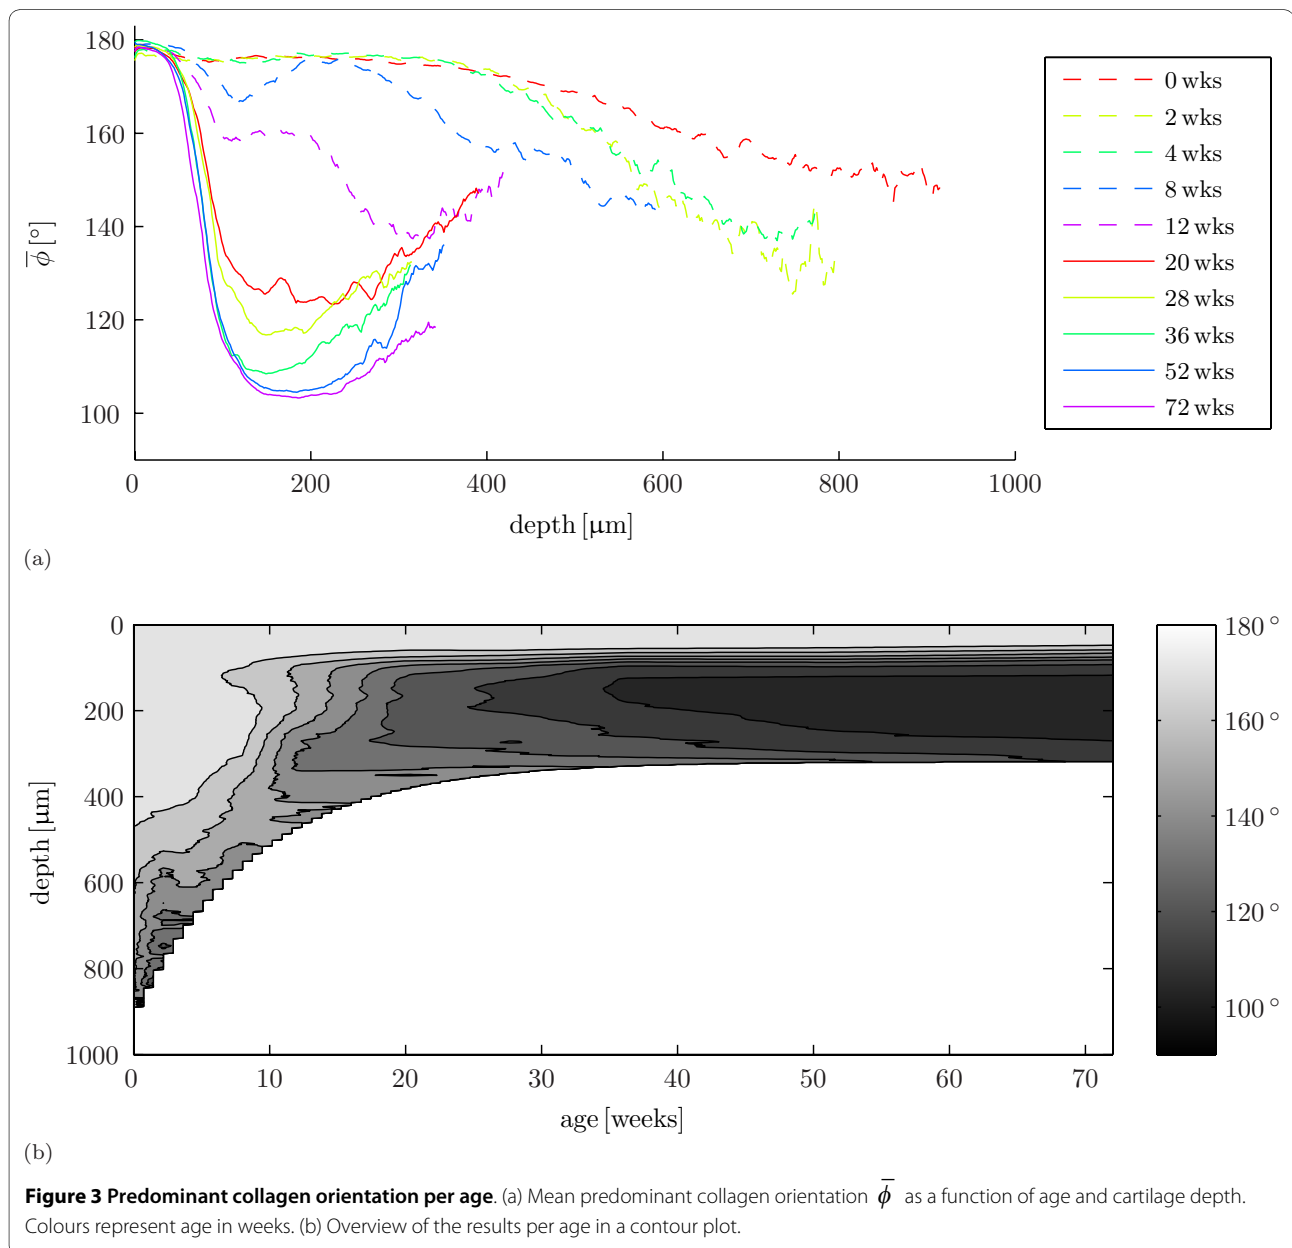 180
160
140
120
100
ϕ̅ [°]
0
200
400
600
800
1000
depth [µm]
0 wks
2 wks
4 wks
8 wks
12 wks
20 wks
28 wks
36 wks
52 wks
72 wks
(a)
0
200
400
600
800
1000
depth [µm]
0
10
20
30
40
50
60
70
age [weeks]
180 °
160 °
140 °
120 °
100 °
(b)
Figure 3 Predominant collagen orientation per age. (a) Mean predominant collagen orientation ϕ̅ as a function of age and cartilage depth.
Colours represent age in weeks. (b) Overview of the results per age in a contour plot.